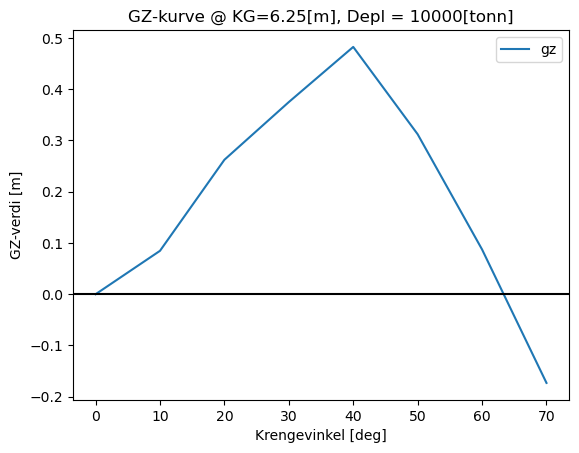 GZ-kurve @ KG=6.25[m], Depl = 10000[tonn]
gz
GZ-verdi [m]
0.5
0.4
0.3
0.2
0.1
0.0
−0.1
−0.2
0 10 20 30 40 50 60 70
Krengevinkel [deg]